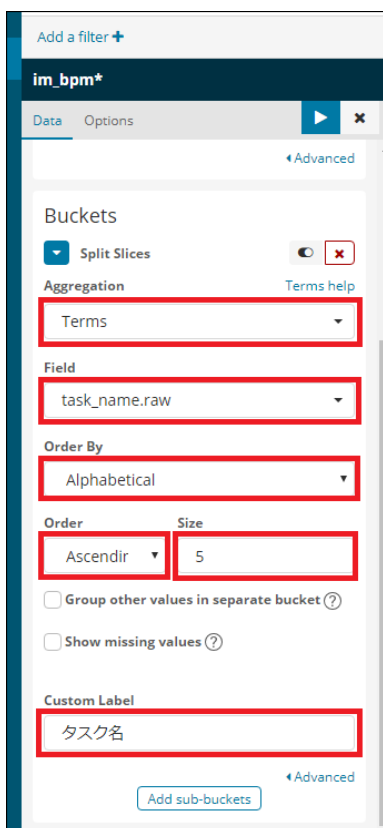 Add a filter +
im_bpm*
Data Options
Advanced
Buckets
Split Slices
Aggregation Terms help
Terms
Field
task_name.raw
Order By
Alphabetical
Order Size
Ascendir 5
Group other values in separate bucket ?
Show missing values ?
Custom Label
タスク名
Advanced
Add sub-buckets